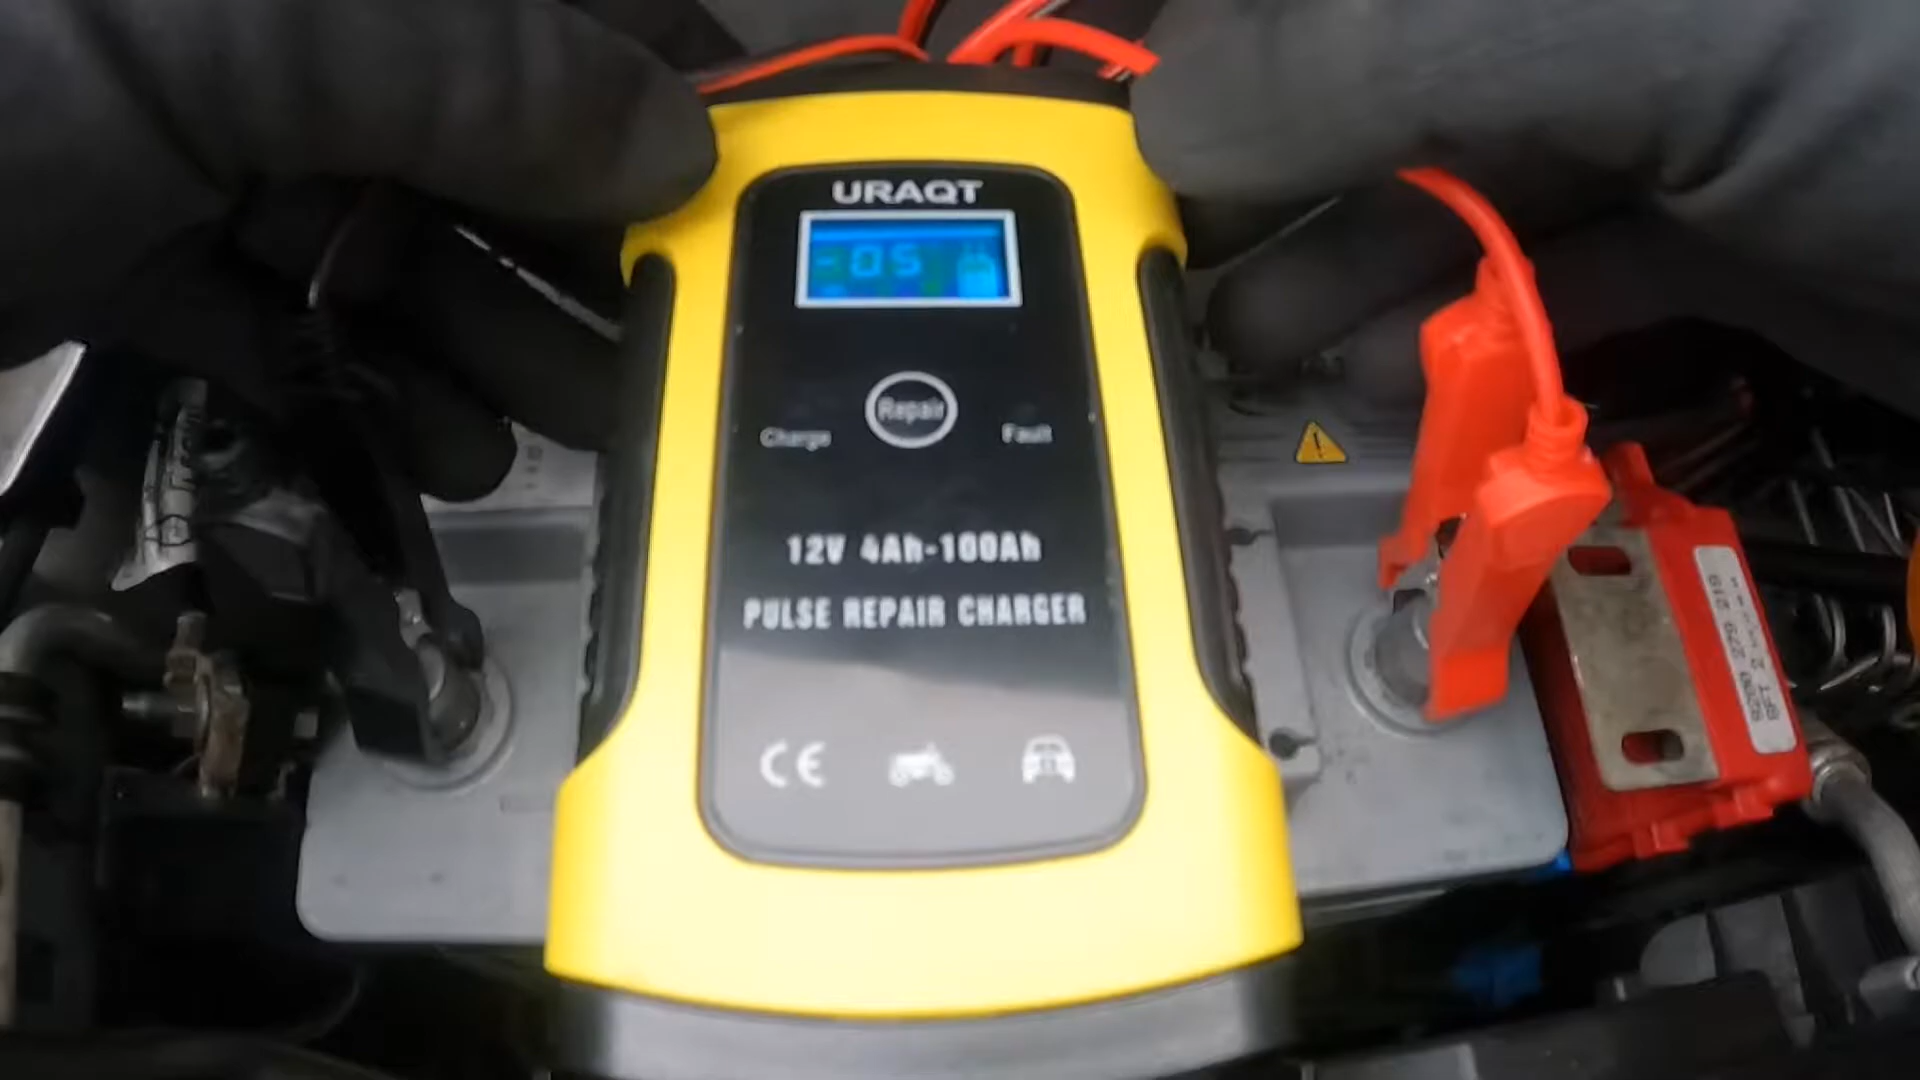 URAQT
-05
Repair
Charge
Fault
12V 4Ah-100Ah
PULSE REPAIR CHARGER
CE